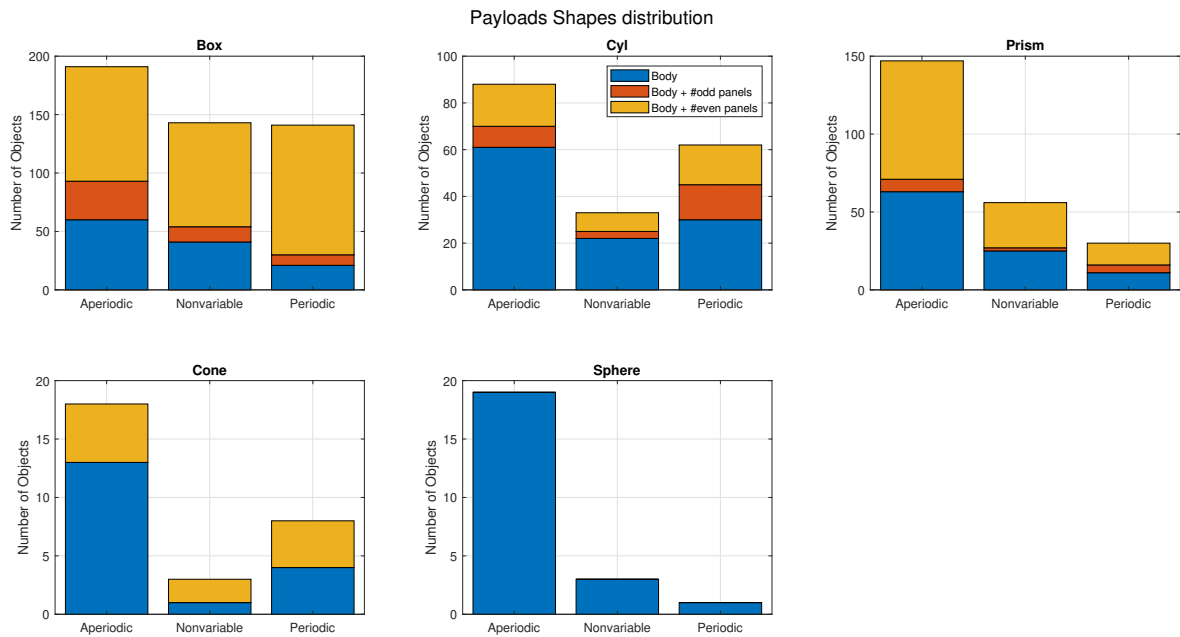 Payloads Shapes distribution
Box
Number of Objects
200
150
100
50
0
Aperiodic Nonvariable Periodic
Cyl
Number of Objects
100
80
60
40
20
0
Aperiodic Nonvariable Periodic
Body
Body + #odd panels
Body + #even panels
Prism
Number of Objects
150
100
50
0
Aperiodic Nonvariable Periodic
Cone
Number of Objects
20
15
10
5
0
Aperiodic Nonvariable Periodic
Sphere
Number of Objects
20
15
10
5
0
Aperiodic Nonvariable Periodic